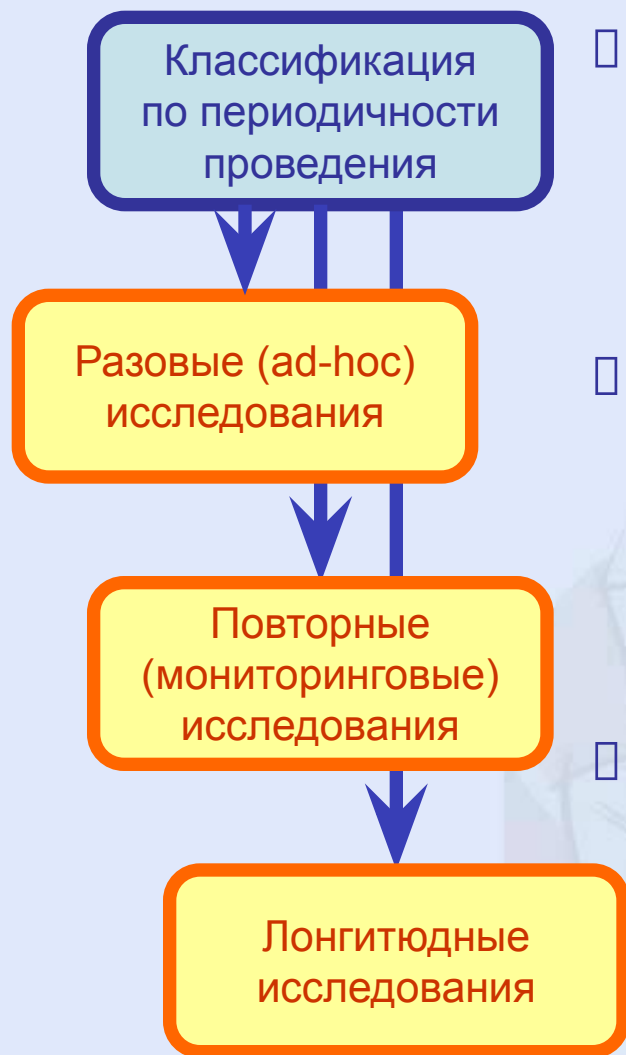 Классификация
по периодичности
проведения
Разовые (ad-hoc)
исследования
Повторные
(мониторинговые)
исследования
Лонгитюдные
исследования